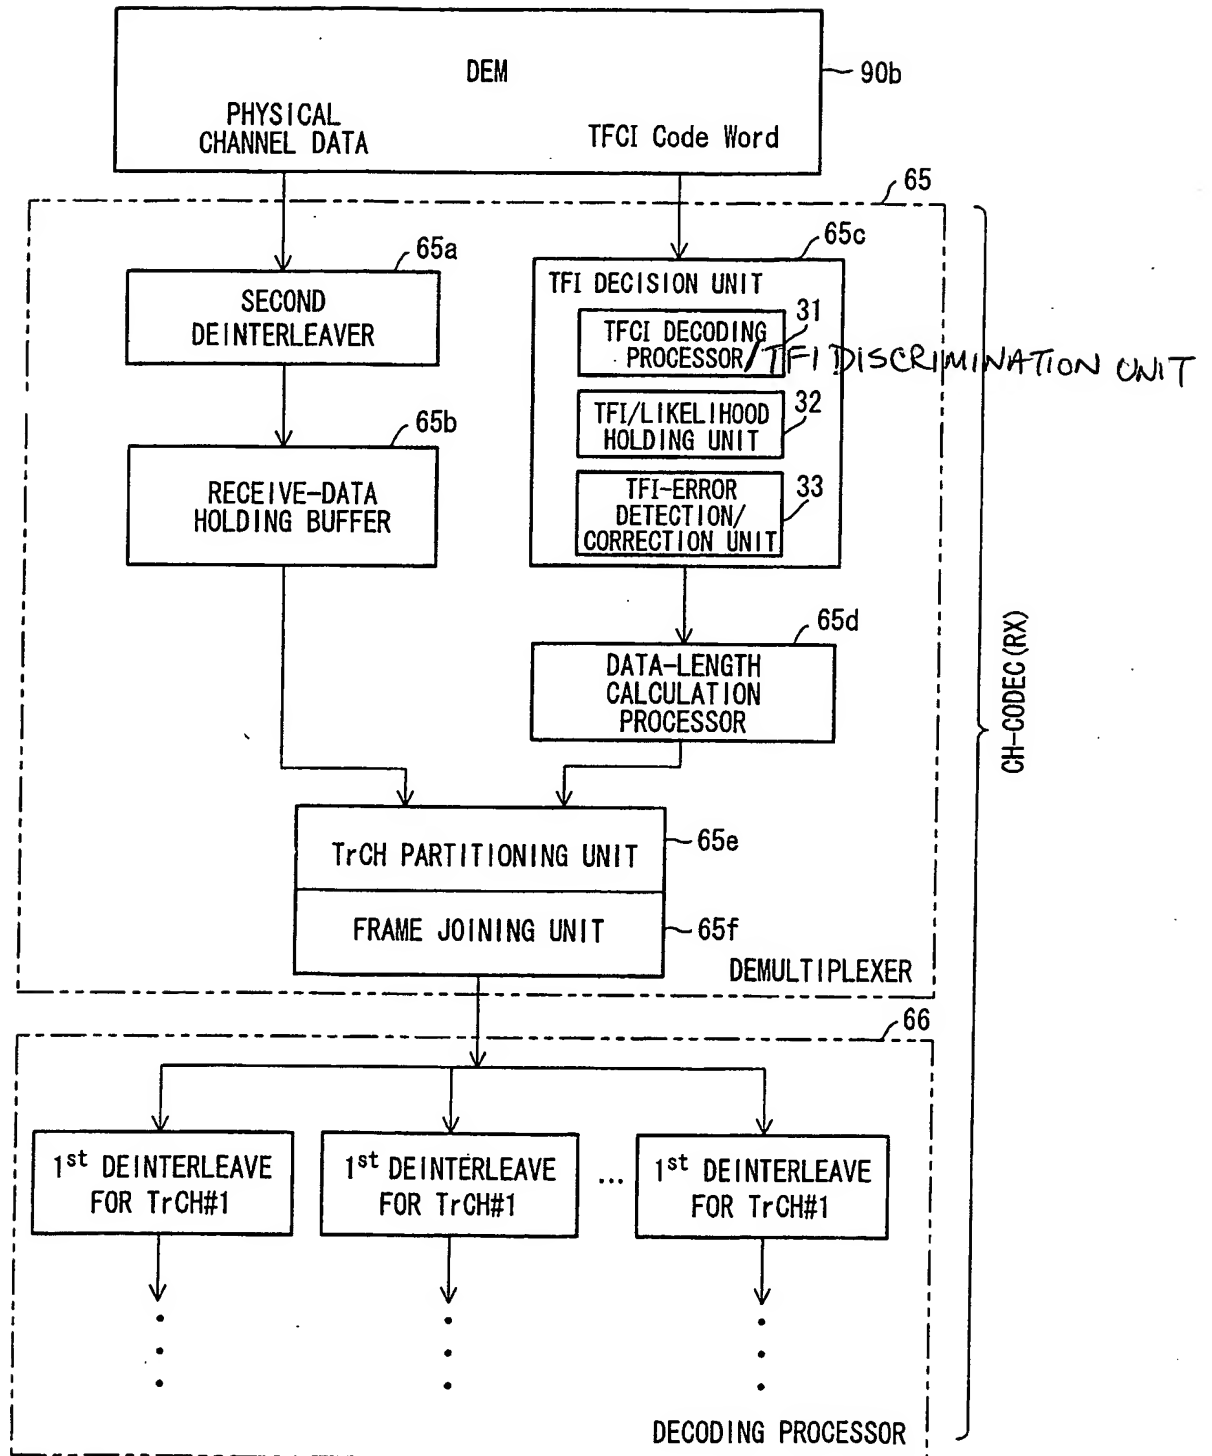 DEM
90b
PHYSICAL
CHANNEL DATA
TFCI Code Word
65
65a
SECOND
DEINTERLEAVER
65c
TFI DECISION UNIT
31
TFCI DECODING
PROCESSOR/TFI DISCRIMINATION UNIT
32
TFI/LIKELIHOOD
HOLDING UNIT
33
TFI-ERROR
DETECTION/
CORRECTION UNIT
65b
RECEIVE-DATA
HOLDING BUFFER
65d
DATA-LENGTH
CALCULATION
PROCESSOR
CH-CODEC(RX)
TrCH PARTITIONING UNIT
65e
FRAME JOINING UNIT
65f
DEMULTIPLEXER
66
1st DEINTERLEAVE
FOR TrCH#1
1st DEINTERLEAVE
FOR TrCH#1
...
1st DEINTERLEAVE
FOR TrCH#1
DECODING PROCESSOR